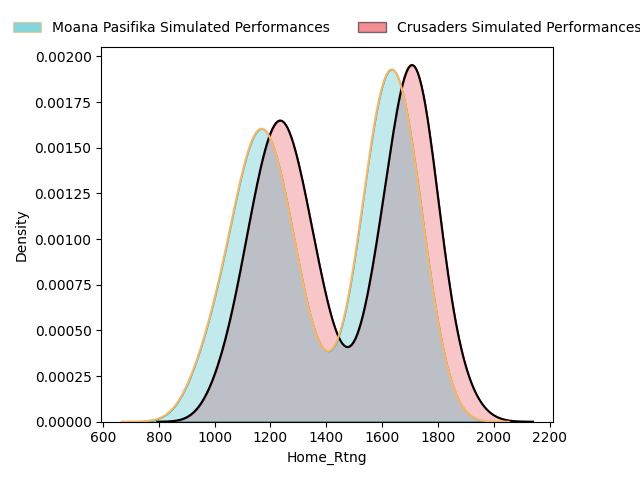 Moana Pasifika Simulated Performances Crusaders Simulated Performances
0.00200
0.00175
0.00150
0.00125
0.00100
0.00075
0.00050
0.00025
0.00000
Density
600 800 1000 1200 1400 1600 1800 2000 2200
Home_Rtng